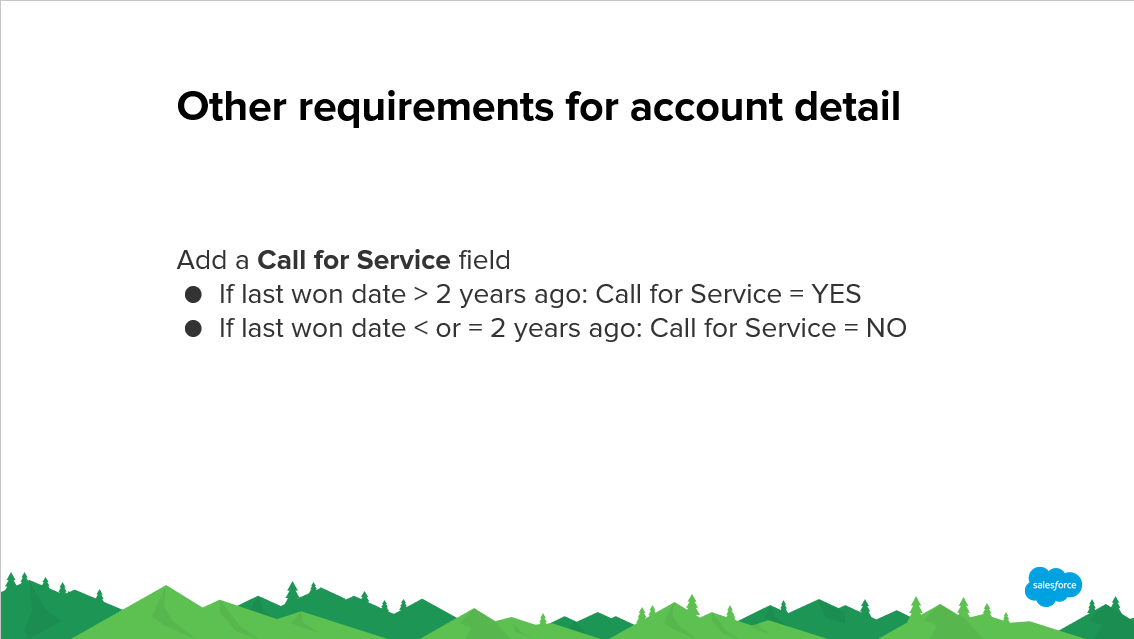 Other requirements for account detail
Add a Call for Service field
● If last won date > 2 years ago: Call for Service = YES
● If last won date < or = 2 years ago: Call for Service = NO
salesforce